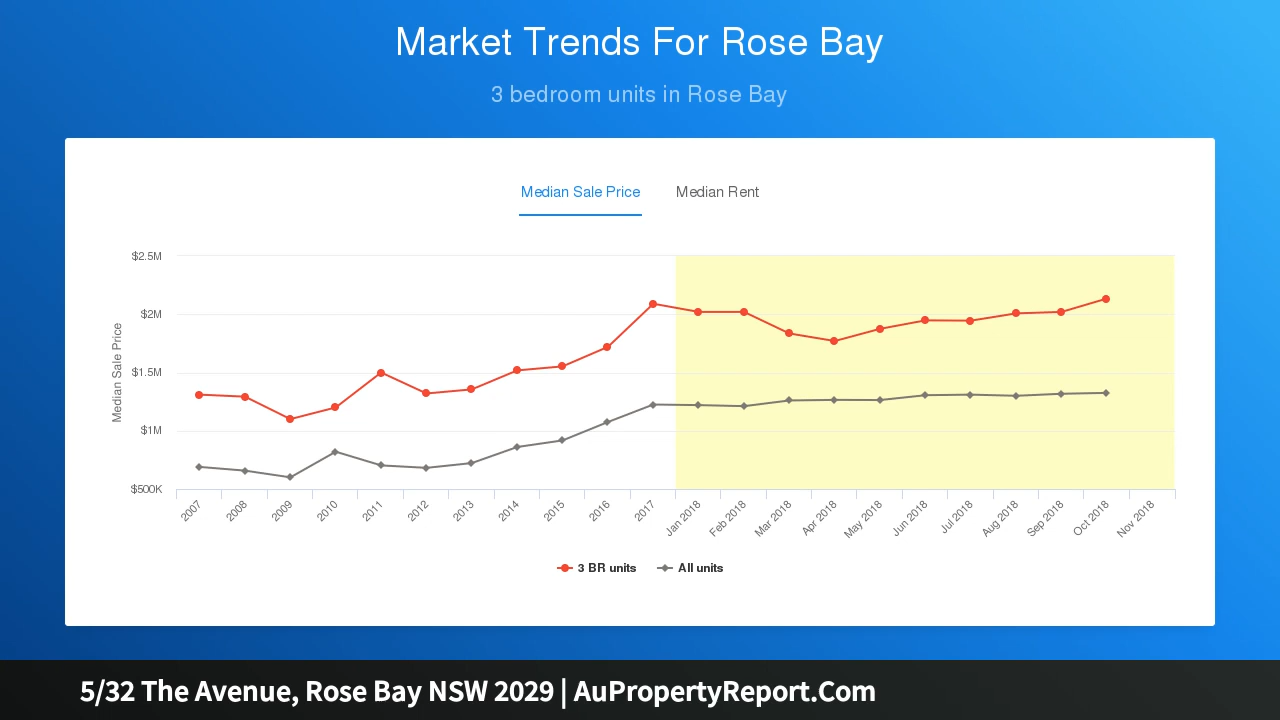 Market Trends For Rose Bay
3 bedroom units in Rose Bay
Median Sale Price
Median Rent
Median Sale Price
$2.5M
$2M
$1.5M
$1M
$500K
2007
2008
2009
2010
2011
2012
2013
2014
2015
2016
2017
Jan 2018
Feb 2018
Mar 2018
Apr 2018
May 2018
Jun 2018
Jul 2018
Aug 2018
Sep 2018
Oct 2018
Nov 2018
3 BR units
All units
5/32 The Avenue, Rose Bay NSW 2029 | AuPropertyReport.Com